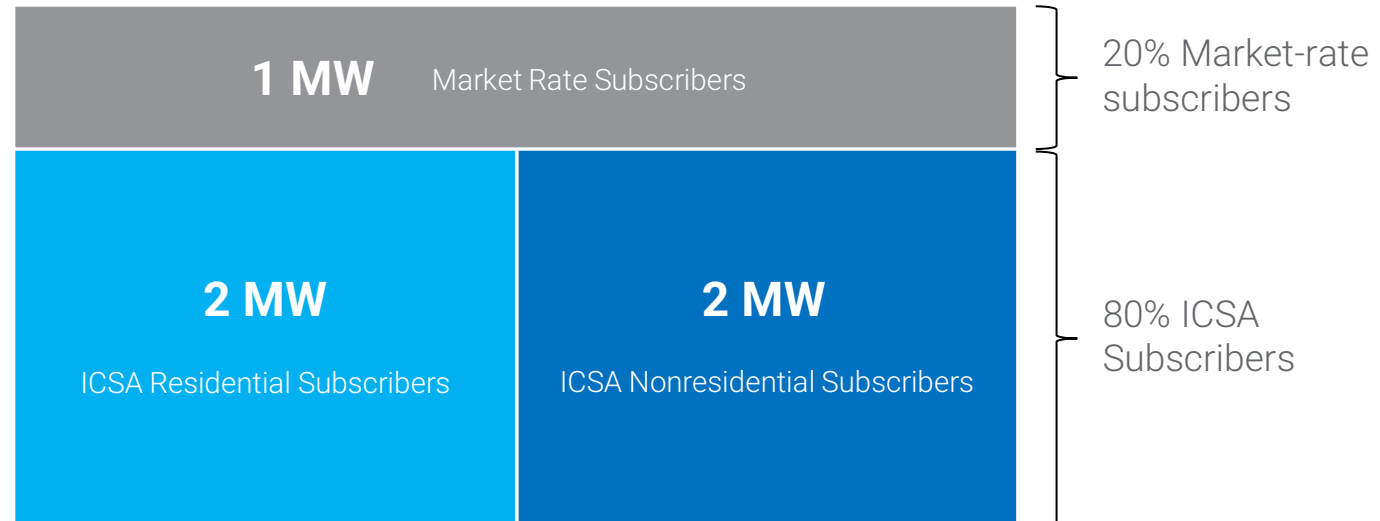 1 MW Market Rate Subscribers
20% Market-rate
subscribers
2 MW
ICSA Residential Subscribers
2 MW
ICSA Nonresidential Subscribers
80% ICSA
Subscribers